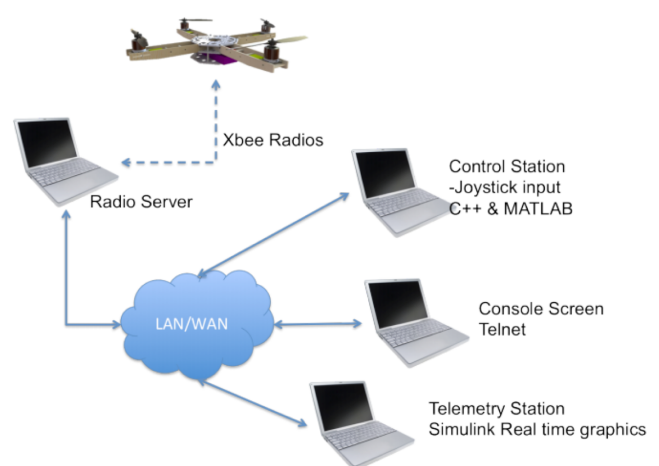 Xbee Radios
Radio Server
Control Station
-Joystick input
C++ & MATLAB
LAN/WAN
Console Screen
Telnet
Telemetry Station
Simulink Real time graphics